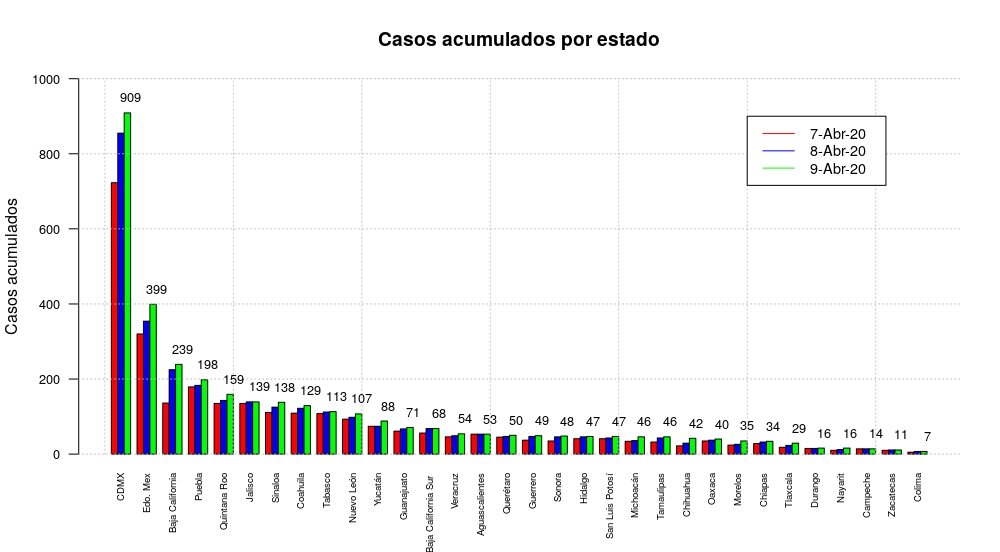 Casos acumulados por estado
Casos acumulados
1000
800
600
400
200
0
7-Abr-20
8-Abr-20
9-Abr-20
909
399
239
198
159
139
138
129
113
107
88
71
68
54
53
50
49
48
47
47
46
46
42
40
35
34
29
16
16
14
11
7
CDMX
Edo. Mex
Baja California
Puebla
Quintana Roo
Jalisco
Sinaloa
Coahuila
Tabasco
Nuevo León
Yucatán
Guanajuato
Baja California Sur
Veracruz
Aguascalientes
Querétaro
Guerrero
Sonora
Hidalgo
San Luis Potosí
Michoacán
Tamaulipas
Chihuahua
Oaxaca
Morelos
Chiapas
Tlaxcala
Durango
Nayarit
Campeche
Zacatecas
Colima